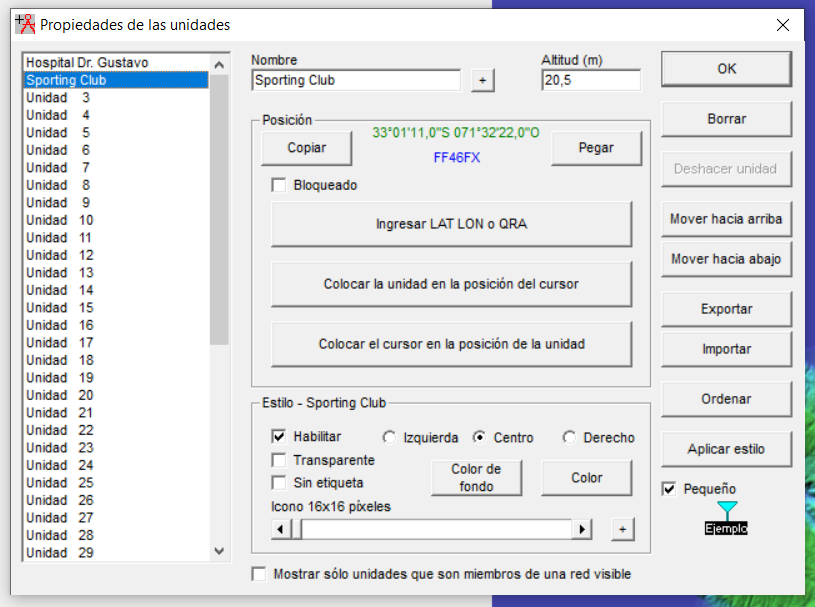 Propiedades de las unidades
Hospital Dr. Gustavo
Sporting Club
Unidad 3
Unidad 4
Unidad 5
Unidad 6
Unidad 7
Unidad 8
Unidad 9
Unidad 10
Unidad 11
Unidad 12
Unidad 13
Unidad 14
Unidad 15
Unidad 16
Unidad 17
Unidad 18
Unidad 19
Unidad 20
Unidad 21
Unidad 22
Unidad 23
Unidad 24
Unidad 25
Unidad 26
Unidad 27
Unidad 28
Unidad 29
Nombre
Sporting Club
+
Altitud (m)
20,5
Posición
Copiar
33°01'11,0"S 071°32'22,0"O
FF46FX
Pegar
Bloqueado
Ingresar LAT LON o QRA
Colocar la unidad en la posición del cursor
Colocar el cursor en la posición de la unidad
Estilo - Sporting Club
Habilitar
Izquierda
Centro
Derecho
Transparente
Sin etiqueta
Color de
fondo
Color
Icono 16x16 píxeles
+
Mostrar sólo unidades que son miembros de una red visible
OK
Borrar
Deshacer unidad
Mover hacia arriba
Mover hacia abajo
Exportar
Importar
Ordenar
Aplicar estilo
Pequeño
Ejemplo